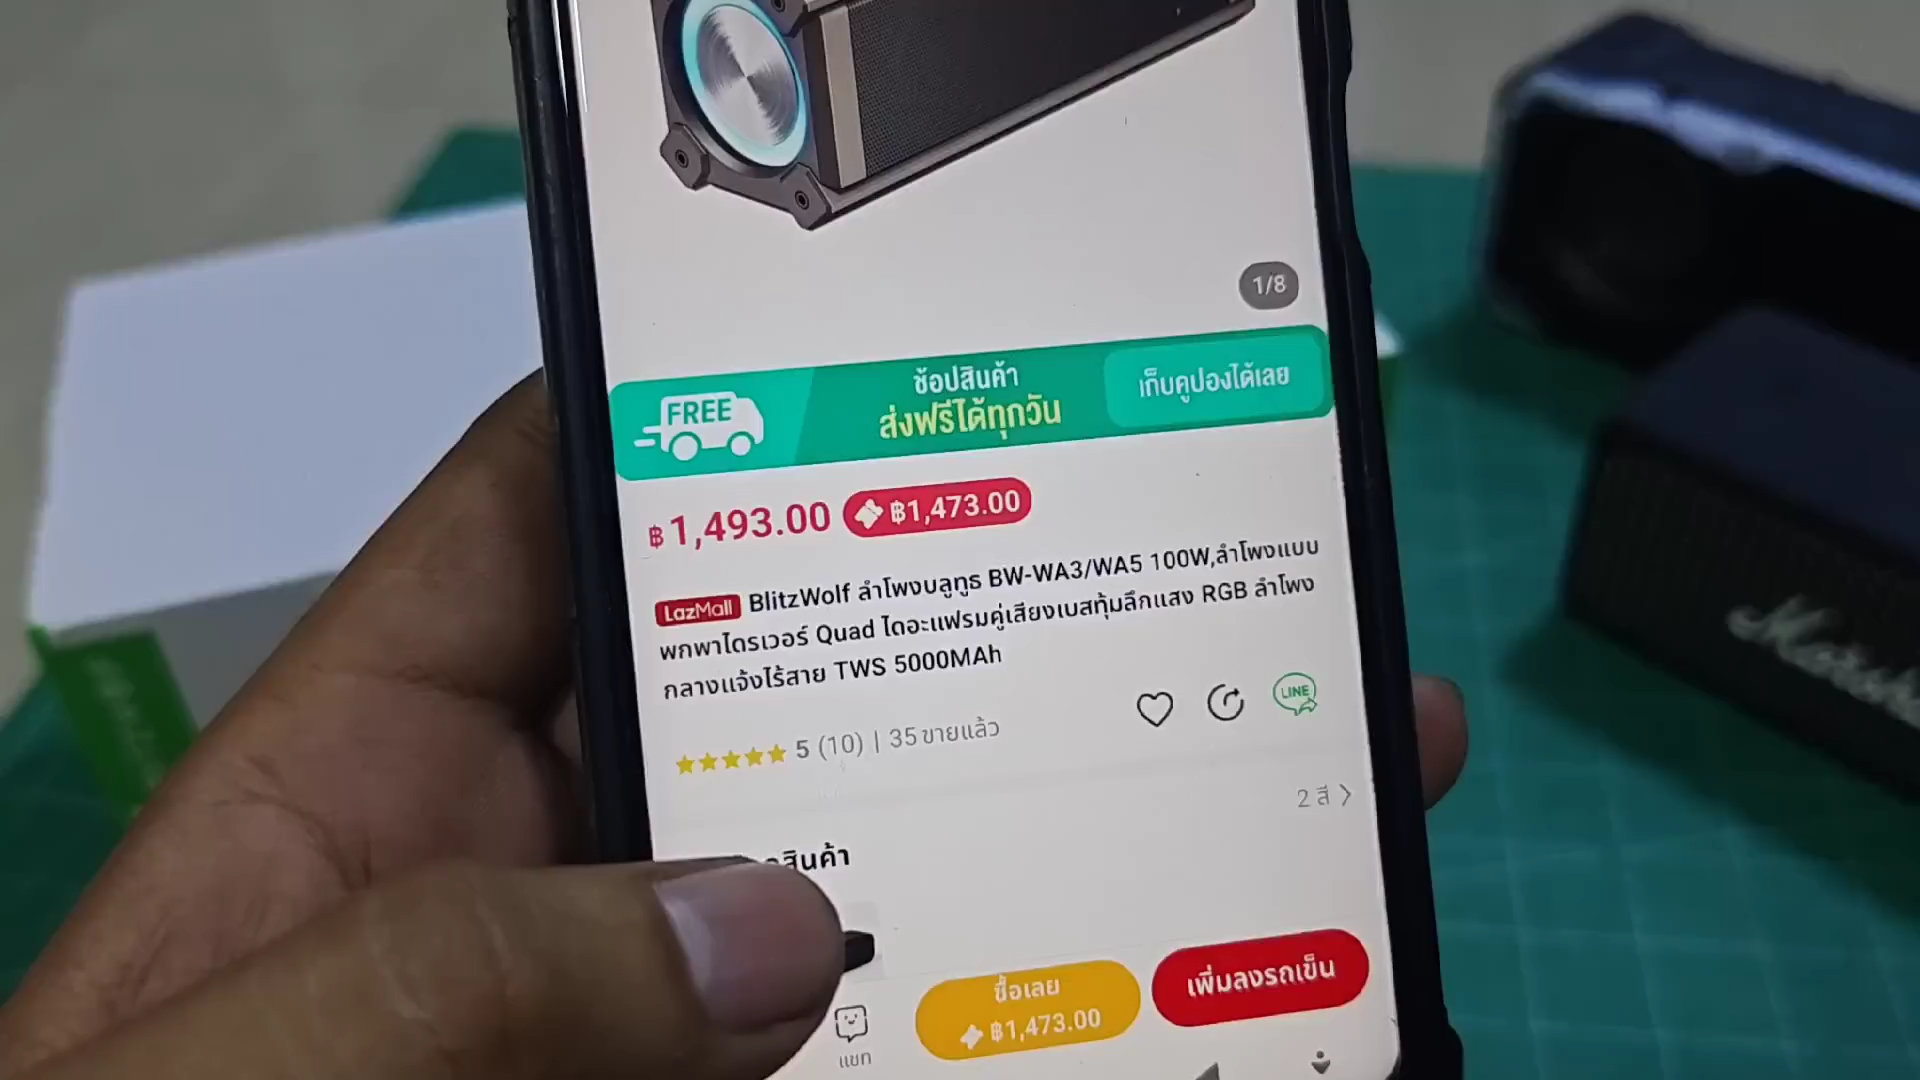 1/8
FREE
ช้อปสินค้า
ส่งฟรีได้ทุกวัน
เก็บคูปองได้เลย
฿1,493.00 ฿1,473.00
LazMall BlitzWolf ลำโพงบลูทูธ BW-WA3/WA5 100W,ลำโพงแบบ
พกพาไดรเวอร์ Quad ไดอะแฟรมคู่เสียงเบสทุ้มลึกแสง RGB ลำโพง
กลางแจ้งไร้สาย TWS 5000MAh
5 (10) | 35 ขายแล้ว
LINE
2 สี
สินค้า
แชท
ซื้อเลย
฿1,473.00
เพิ่มลงรถเข็น